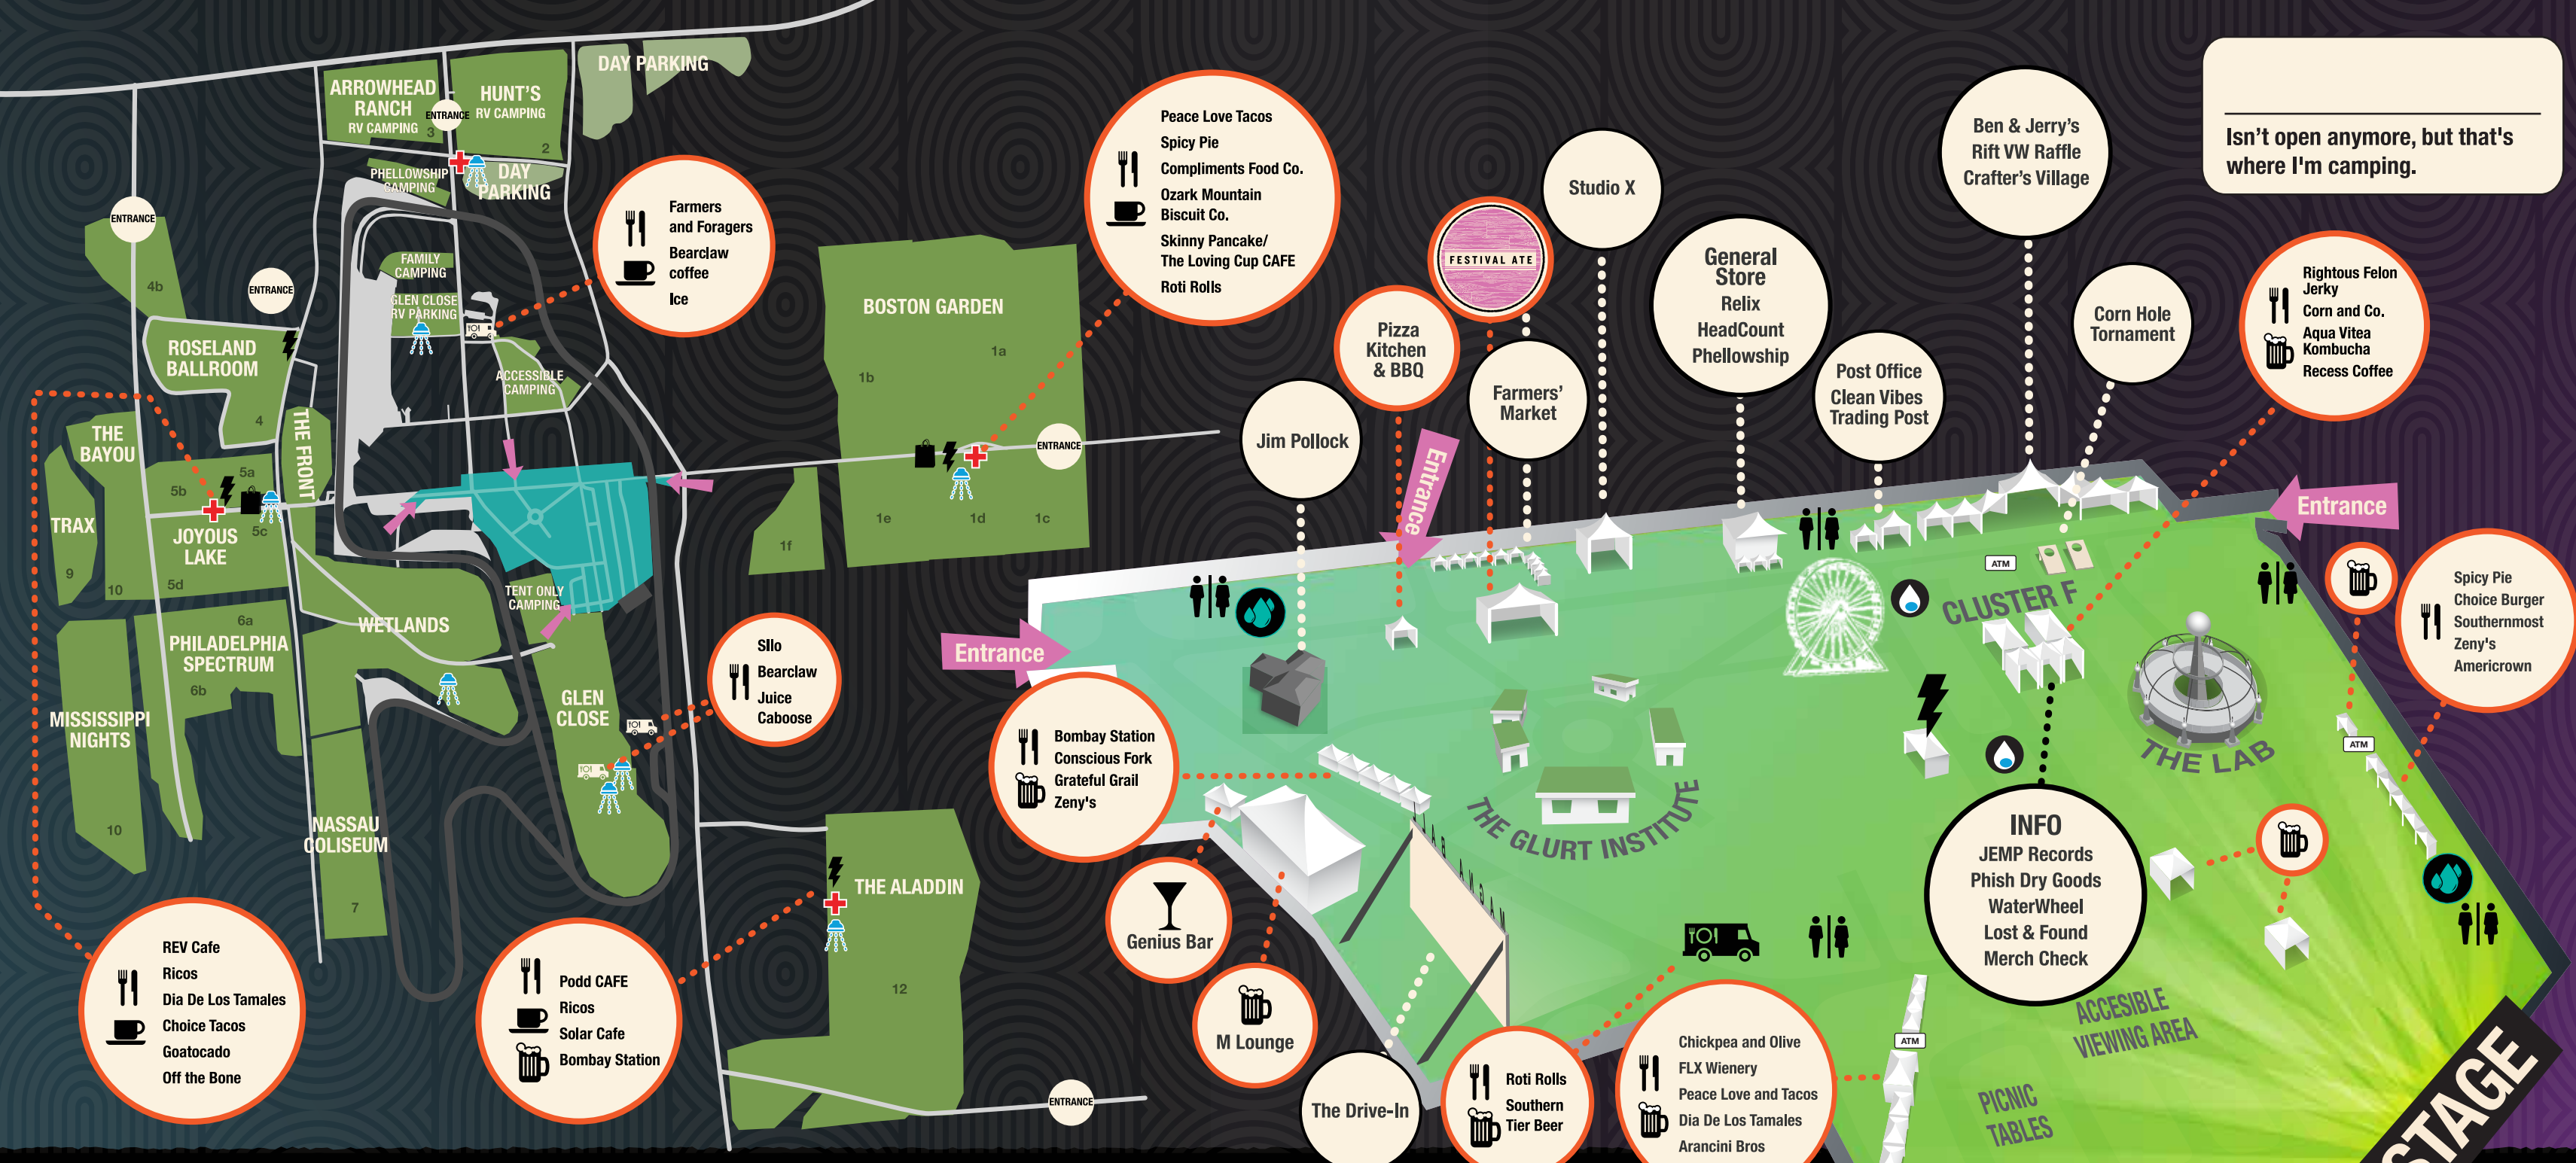 DAY PARKING
ARROWHEAD
RANCH
RV CAMPING
3
ENTRANCE
HUNT'S
RV CAMPING
2
PHELLOWSHIP
CAMPING
DAY
PARKING
ENTRANCE
4b
ENTRANCE
FAMILY
CAMPING
GLEN CLOSE
RV PARKING
ACCESSIBLE
CAMPING
ROSELAND
BALLROOM
4
THE FRONT
THE
BAYOU
5a
5b
TRAX
9
JOYOUS
LAKE
5c
5d
10
6a
PHILADELPHIA
SPECTRUM
6b
MISSISSIPPI
NIGHTS
10
WETLANDS
TENT ONLY
CAMPING
GLEN
CLOSE
NASSAU
COLISEUM
7
BOSTON GARDEN
1a
1b
ENTRANCE
1e
1d
1c
1f
THE ALADDIN
12
ENTRANCE
Farmers
and Foragers
Bearclaw
coffee
Ice
Peace Love Tacos
Spicy Pie
Compliments Food Co.
Ozark Mountain
Biscuit Co.
Skinny Pancake/
The Loving Cup CAFE
Roti Rolls
SIlo
Bearclaw
Juice
Caboose
REV Cafe
Ricos
Dia De Los Tamales
Choice Tacos
Goatocado
Off the Bone
Podd CAFE
Ricos
Solar Cafe
Bombay Station
Jim Pollock
Pizza
Kitchen
& BBQ
FESTIVAL ATE
Farmers'
Market
Studio X
General
Store
Relix
HeadCount
Phellowship
Post Office
Clean Vibes
Trading Post
Ben & Jerry's
Rift VW Raffle
Crafter's Village
Corn Hole
Tornament
Rightous Felon
Jerky
Corn and Co.
Aqua Vitea
Kombucha
Recess Coffee
Isn't open anymore, but that's
where I'm camping.
Entrance
Entrance
Entrance
ATM
CLUSTER F
THE LAB
ATM
Spicy Pie
Choice Burger
Southernmost
Zeny's
Americrown
Bombay Station
Conscious Fork
Grateful Grail
Zeny's
Genius Bar
M Lounge
The Drive-In
THE GLURT INSTITUTE
INFO
JEMP Records
Phish Dry Goods
WaterWheel
Lost & Found
Merch Check
Roti Rolls
Southern
Tier Beer
Chickpea and Olive
FLX Wienery
Peace Love and Tacos
Dia De Los Tamales
Arancini Bros
ATM
ACCESIBLE
VIEWING AREA
PICNIC
TABLES
STAGE